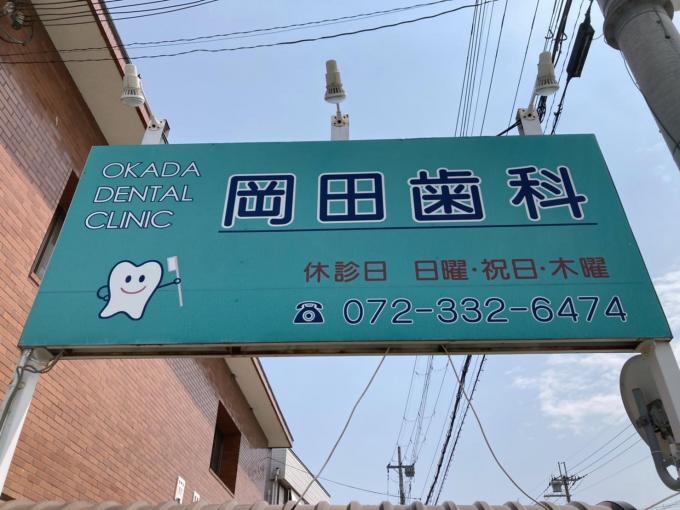 OKADA
DENTAL
CLINIC
岡田歯科
休診日 日曜・祝日・木曜
☎ 072-332-6474